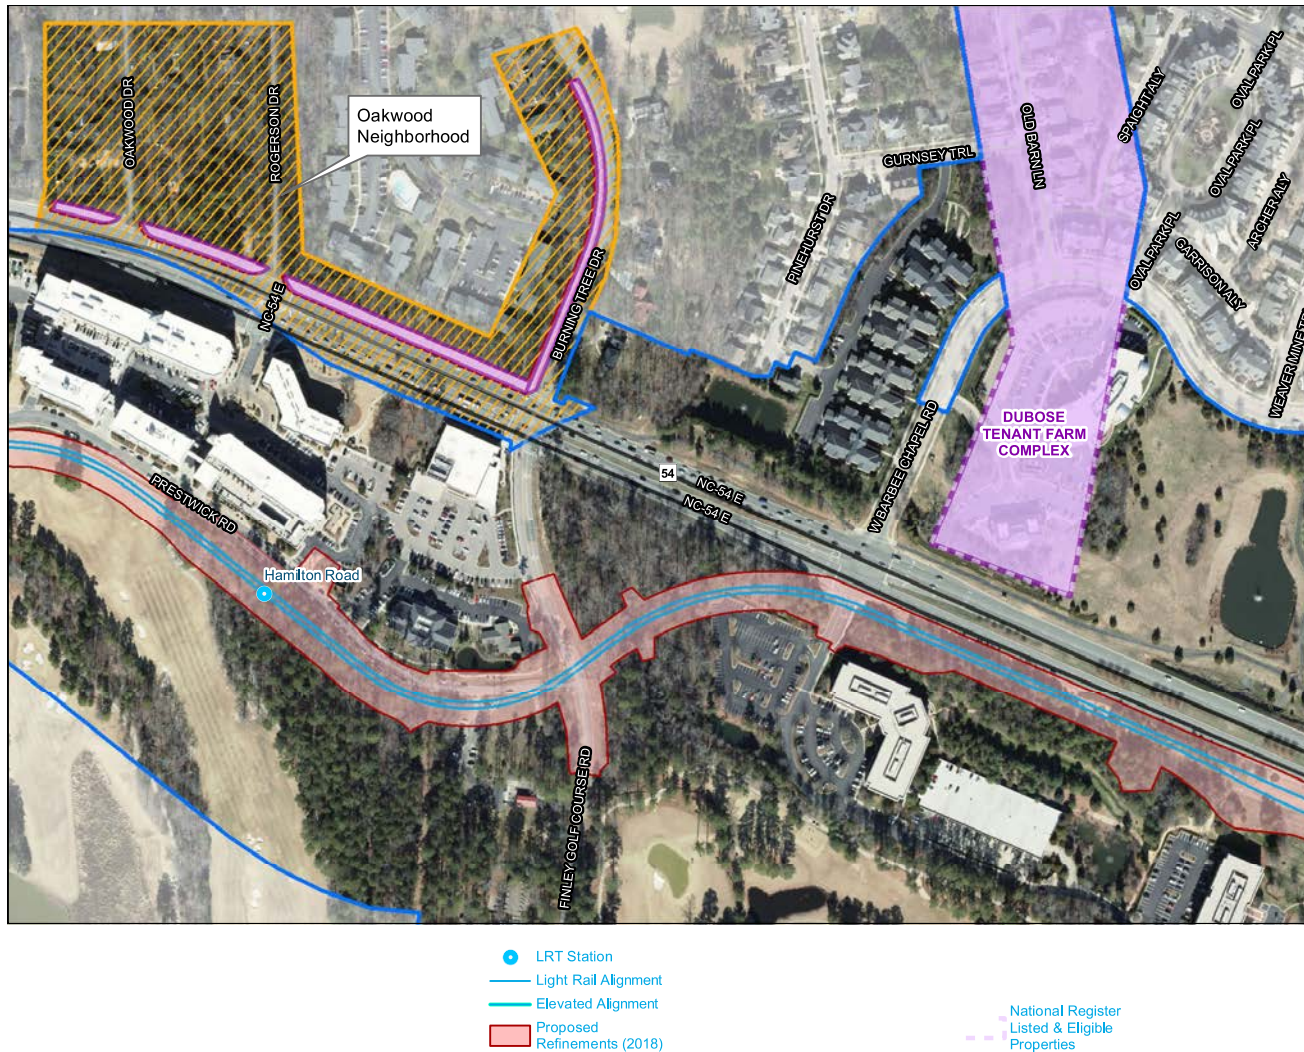 OAKWOOD DR
ROGERSON DR
Oakwood
Neighborhood
NC-54 E
BURNING TREE DR
PINEHURST DR
GURNSEY TRL
OLD BARN LN
SPAIGHT ALY
OVAL PARK PL
OVAL PARK PL
OVAL PARK PL
ARCHER ALY
GARRISON ALY
WEAVER MINE TR
DUBOSE
TENANT FARM
COMPLEX
W BARBEE CHAPEL RD
54
NC-54 E
NC-54 E
PRESTWICK RD
Hamilton Road
FINLEY GOLF COURSE RD
LRT Station
Light Rail Alignment
Elevated Alignment
Proposed
Refinements (2018)
National Register
Listed & Eligible
Properties